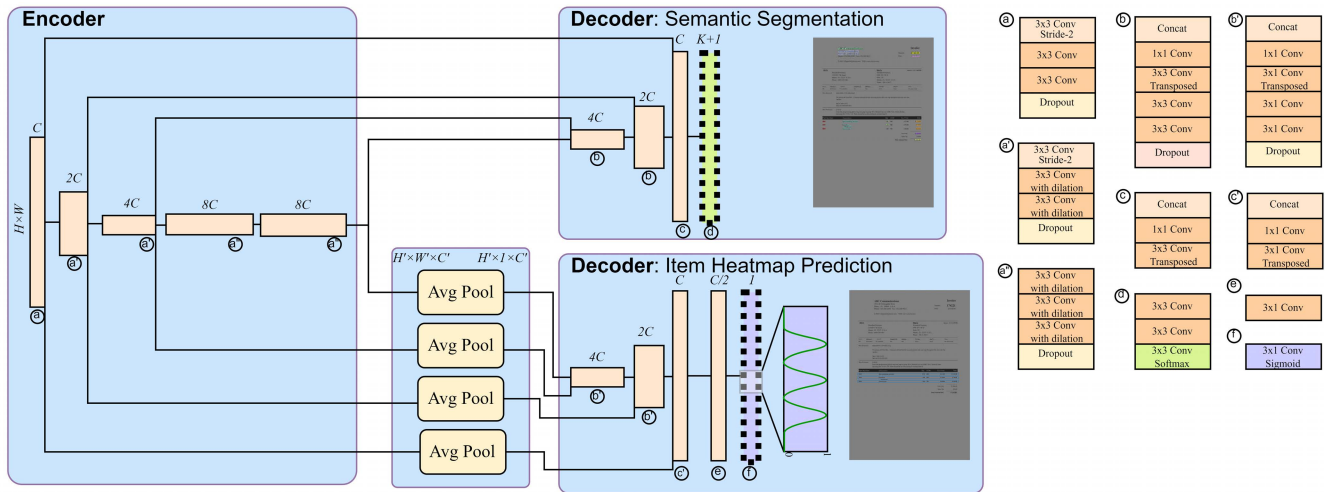 Encoder
C
H×W
a
2C
a'
4C
a'
8C
a"
8C
a"
Decoder: Semantic Segmentation
4C
b
2C
b
C
c
K+1
d
H'×W'×C'
H'×1×C'
Avg Pool
Avg Pool
Avg Pool
Avg Pool
Decoder: Item Heatmap Prediction
4C
b'
2C
b'
C
c'
C/2
e
1
f
0
1
a
3x3 Conv
Stride-2
3x3 Conv
3x3 Conv
Dropout
a'
3x3 Conv
Stride-2
3x3 Conv
with dilation
3x3 Conv
with dilation
Dropout
a"
3x3 Conv
with dilation
3x3 Conv
with dilation
3x3 Conv
with dilation
Dropout
b
Concat
1x1 Conv
3x3 Conv
Transposed
3x3 Conv
3x3 Conv
Dropout
c
Concat
1x1 Conv
3x3 Conv
Transposed
d
3x3 Conv
3x3 Conv
3x3 Conv
Softmax
b'
Concat
1x1 Conv
3x1 Conv
Transposed
3x1 Conv
3x1 Conv
Dropout
c'
Concat
1x1 Conv
3x1 Conv
Transposed
e
3x1 Conv
f
3x1 Conv
Sigmoid